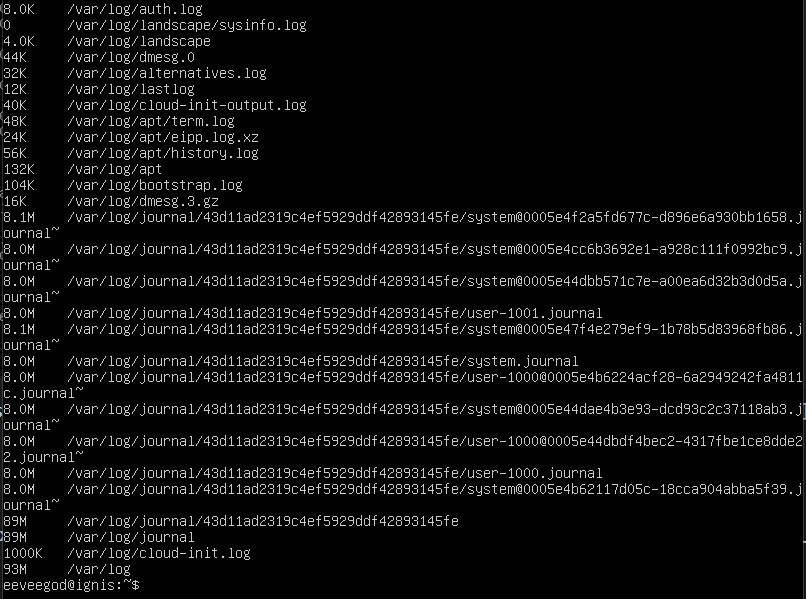 8.0K    /var/log/auth.log
0       /var/log/landscape/sysinfo.log
4.0K    /var/log/landscape
44K     /var/log/dmesg.0
32K     /var/log/alternatives.log
12K     /var/log/lastlog
40K     /var/log/cloud-init-output.log
48K     /var/log/apt/term.log
24K     /var/log/apt/eipp.log.xz
56K     /var/log/apt/history.log
132K    /var/log/apt
104K    /var/log/bootstrap.log
16K     /var/log/dmesg.3.gz
8.1M    /var/log/journal/43d11ad2319c4ef5929ddf42893145fe/system@0005e4f2a5fd677c-d896e6a930bb1658.j
ournal~
8.0M    /var/log/journal/43d11ad2319c4ef5929ddf42893145fe/system@0005e4cc6b3692e1-a928c111f0992bc9.j
ournal~
8.0M    /var/log/journal/43d11ad2319c4ef5929ddf42893145fe/system@0005e44dbb571c7e-a00ea6d32b3d0d5a.j
ournal~
8.0M    /var/log/journal/43d11ad2319c4ef5929ddf42893145fe/user-1001.journal
8.1M    /var/log/journal/43d11ad2319c4ef5929ddf42893145fe/system@0005e47f4e279ef9-1b78b5d83968fb86.j
ournal~
8.0M    /var/log/journal/43d11ad2319c4ef5929ddf42893145fe/system.journal
8.0M    /var/log/journal/43d11ad2319c4ef5929ddf42893145fe/user-1000@0005e4b6224acf28-6a2949242fa4811
c.journal~
8.0M    /var/log/journal/43d11ad2319c4ef5929ddf42893145fe/system@0005e44dae4b3e93-dcd93c2c37118ab3.j
ournal~
8.0M    /var/log/journal/43d11ad2319c4ef5929ddf42893145fe/user-1000@0005e44dbdf4bec2-4317fbe1ce8dde2
2.journal~
8.0M    /var/log/journal/43d11ad2319c4ef5929ddf42893145fe/user-1000.journal
8.0M    /var/log/journal/43d11ad2319c4ef5929ddf42893145fe/system@0005e4b62117d05c-18cca904abba5f39.j
ournal~
89M     /var/log/journal/43d11ad2319c4ef5929ddf42893145fe
89M     /var/log/journal
1000K   /var/log/cloud-init.log
93M     /var/log
eeveegod@ignis:~$